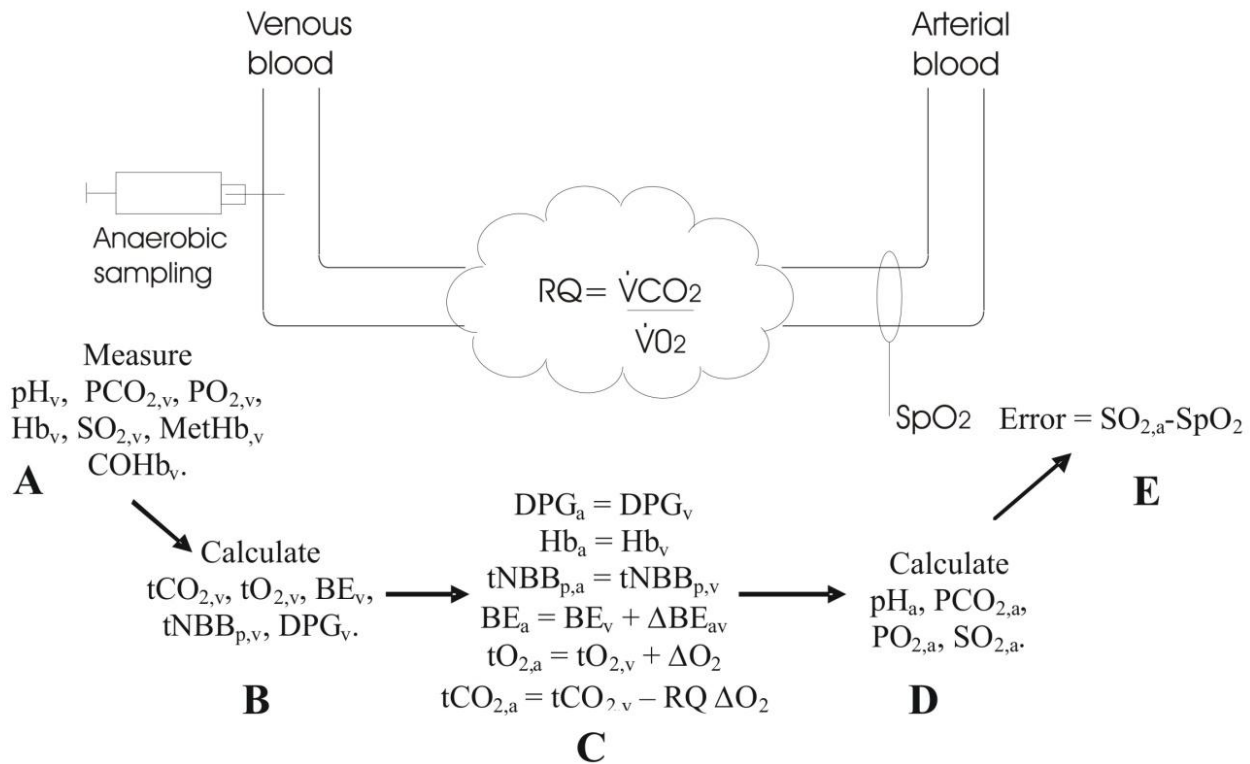 Venous
blood
Arterial
blood
Anaerobic
sampling
RQ= V̇CO2
V̇O2
Measure
pHv, PCO2,v, PO2,v,
Hbv, SO2,v, MetHb,v
COHbv.
A
SpO2 Error = SO2,a-SpO2
E
Calculate
tCO2,v, tO2,v, BEv,
tNBBp,v, DPGv.
B
DPGa = DPGv
Hba = Hbv
tNBBp,a = tNBBp,v
BEa = BEv + ΔBEav
tO2,a = tO2,v + ΔO2
tCO2,a = tCO2,v – RQ ΔO2
C
Calculate
pHa, PCO2,a,
PO2,a, SO2,a.
D